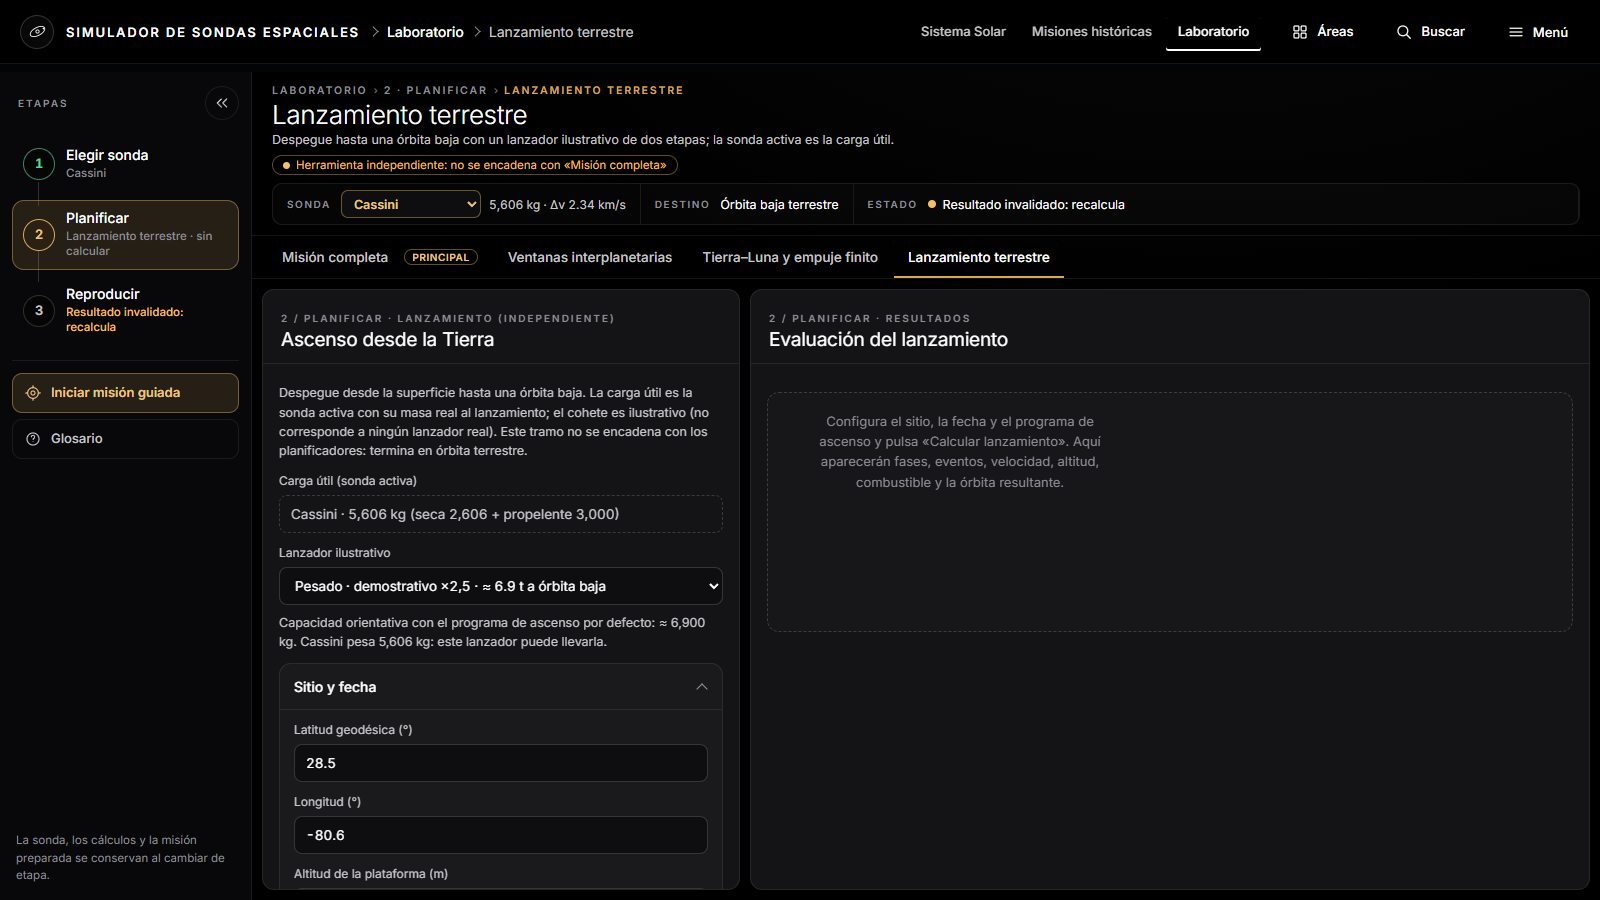 SIMULADOR DE SONDAS ESPACIALES > Laboratorio > Lanzamiento terrestre
Sistema Solar
Misiones históricas
Laboratorio
Áreas
Buscar
Menú
ETAPAS
1
Elegir sonda
Cassini
2
Planificar
Lanzamiento terrestre · sin
calcular
3
Reproducir
Resultado invalidado:
recalcula
Iniciar misión guiada
Glosario
La sonda, los cálculos y la misión
preparada se conservan al cambiar de
etapa.
LABORATORIO › 2 · PLANIFICAR › LANZAMIENTO TERRESTRE
Lanzamiento terrestre
Despegue hasta una órbita baja con un lanzador ilustrativo de dos etapas; la sonda activa es la carga útil.
Herramienta independiente: no se encadena con «Misión completa»
SONDA
Cassini
5,606 kg · Δv 2.34 km/s
DESTINO
Órbita baja terrestre
ESTADO
Resultado invalidado: recalcula
Misión completa
PRINCIPAL
Ventanas interplanetarias
Tierra–Luna y empuje finito
Lanzamiento terrestre
2 / PLANIFICAR · LANZAMIENTO (INDEPENDIENTE)
Ascenso desde la Tierra
Despegue desde la superficie hasta una órbita baja. La carga útil es la
sonda activa con su masa real al lanzamiento; el cohete es ilustrativo (no
corresponde a ningún lanzador real). Este tramo no se encadena con los
planificadores: termina en órbita terrestre.
Carga útil (sonda activa)
Cassini · 5,606 kg (seca 2,606 + propelente 3,000)
Lanzador ilustrativo
Pesado · demostrativo ×2,5 · ≈ 6.9 t a órbita baja
Capacidad orientativa con el programa de ascenso por defecto: ≈ 6,900
kg. Cassini pesa 5,606 kg: este lanzador puede llevarla.
Sitio y fecha
Latitud geodésica (°)
28.5
Longitud (°)
-80.6
Altitud de la plataforma (m)
2 / PLANIFICAR · RESULTADOS
Evaluación del lanzamiento
Configura el sitio, la fecha y el programa de
ascenso y pulsa «Calcular lanzamiento». Aquí
aparecerán fases, eventos, velocidad, altitud,
combustible y la órbita resultante.